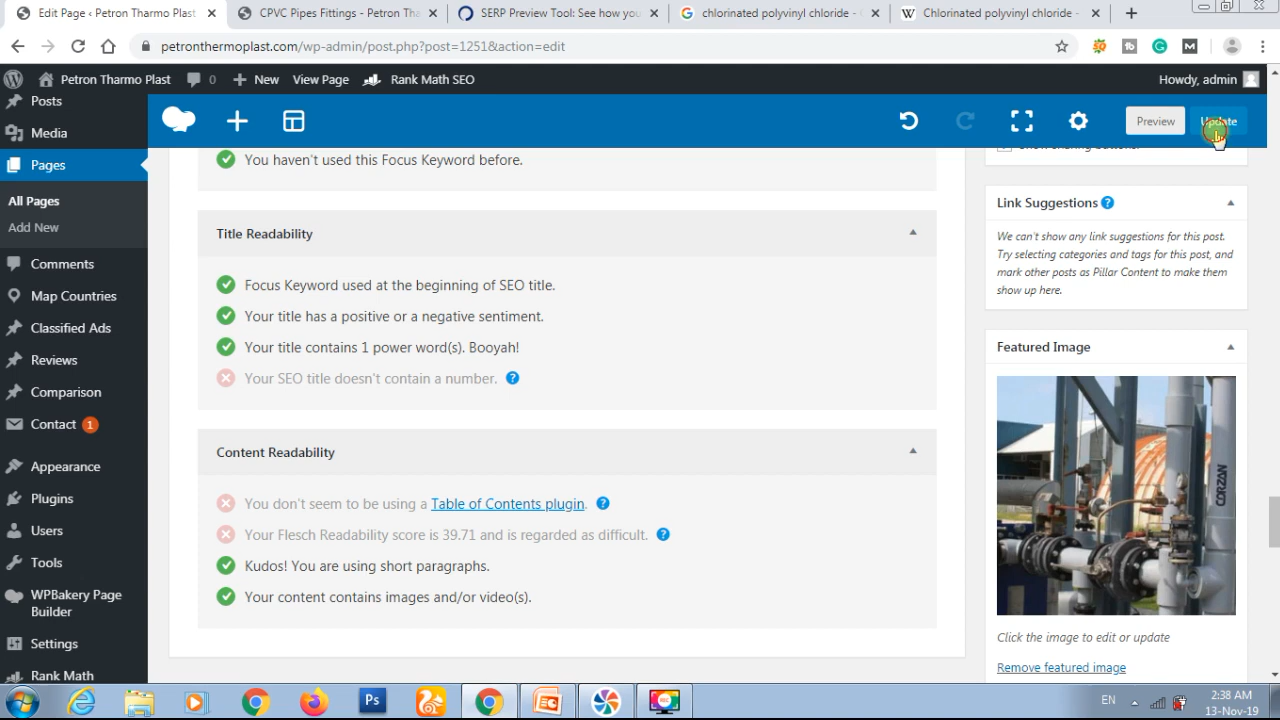 Edit Page ‹ Petron Tharmo Plast
CPVC Pipes Fittings - Petron Tha
SERP Preview Tool: See how you
chlorinated polyvinyl chloride -
Chlorinated polyvinyl chloride -
petronthermoplast.com/wp-admin/post.php?post=1251&action=edit
Petron Tharmo Plast
0
New
View Page
Rank Math SEO
Howdy, admin
Posts
Media
Pages
All Pages
Add New
Comments
Map Countries
Classified Ads
Reviews
Comparison
Contact 1
Appearance
Plugins
Users
Tools
WPBakery Page
Builder
Settings
Rank Math
Preview
Update
You haven't used this Focus Keyword before.
Title Readability
Focus Keyword used at the beginning of SEO title.
Your title has a positive or a negative sentiment.
Your title contains 1 power word(s). Booyah!
Your SEO title doesn't contain a number. ?
Content Readability
You don't seem to be using a Table of Contents plugin. ?
Your Flesch Readability score is 39.71 and is regarded as difficult. ?
Kudos! You are using short paragraphs.
Your content contains images and/or video(s).
Show sharing buttons.
Link Suggestions ?
We can't show any link suggestions for this post.
Try selecting categories and tags for this post, and
mark other posts as Pillar Content to make them
show up here.
Featured Image
CORZAN
Click the image to edit or update
Remove featured image
Ps
EN
2:38 AM
13-Nov-19